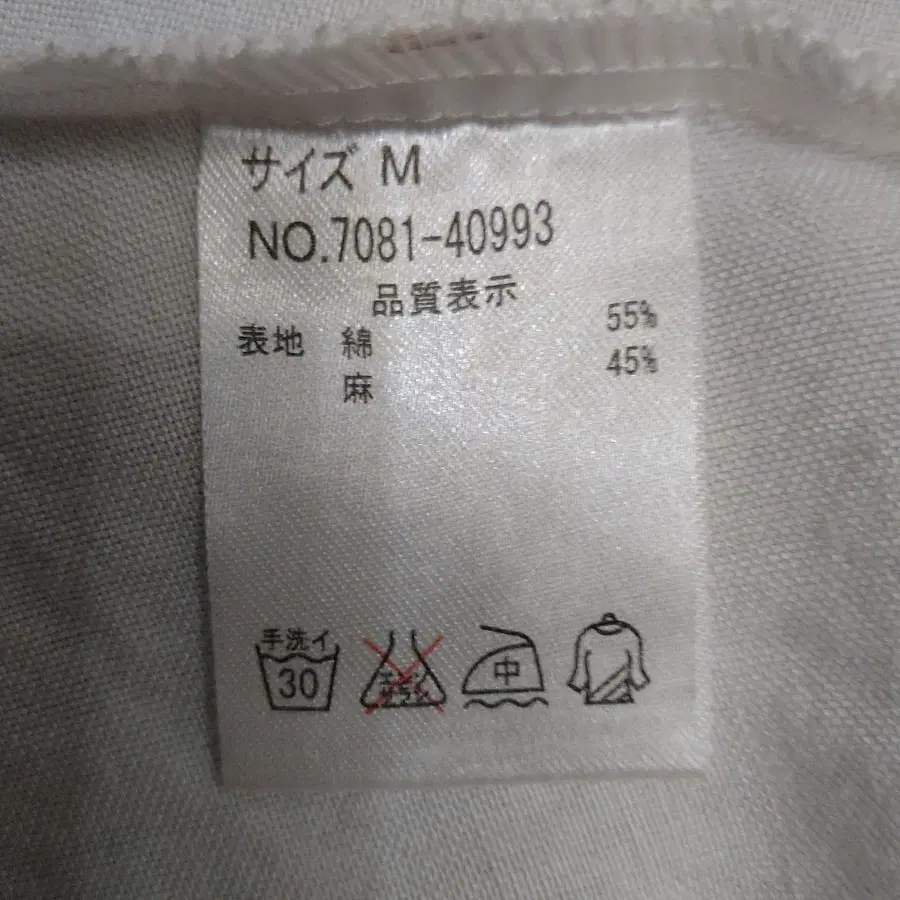 サイズ M
NO.7081-40993
品質表示
表地 綿 55%
麻 45%
手洗イ
30
中